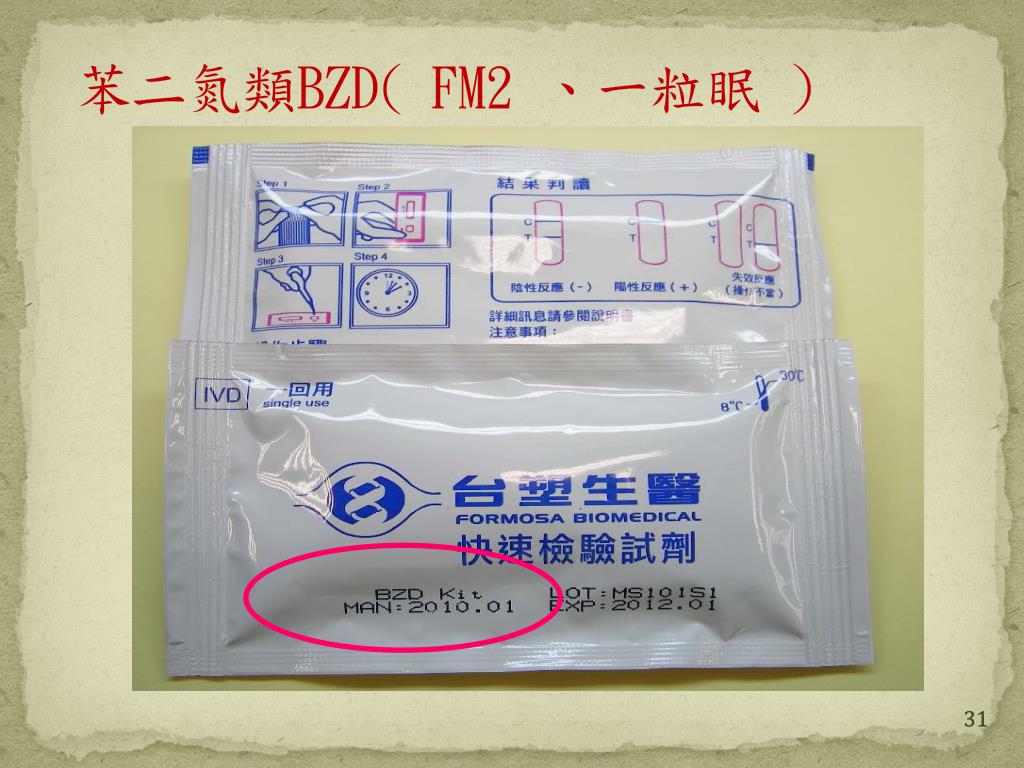 苯二氮類BZD( FM2 、一粒眠 )
Step 1
Step 2
結果判讀
C
T
C
T
C
T
C
T
Step 3
Step 4
陰性反應(-)
陽性反應(+)
失效反應
(操作不當)
12
詳細訊息請參閱說明書
注意事項:
IVD
一回用
single use
30℃
8℃
台塑生醫
FORMOSA BIOMEDICAL
快速檢驗試劑
BZD Kit
LOT:MS101S1
MAN:2010.01
EXP:2012.01
31